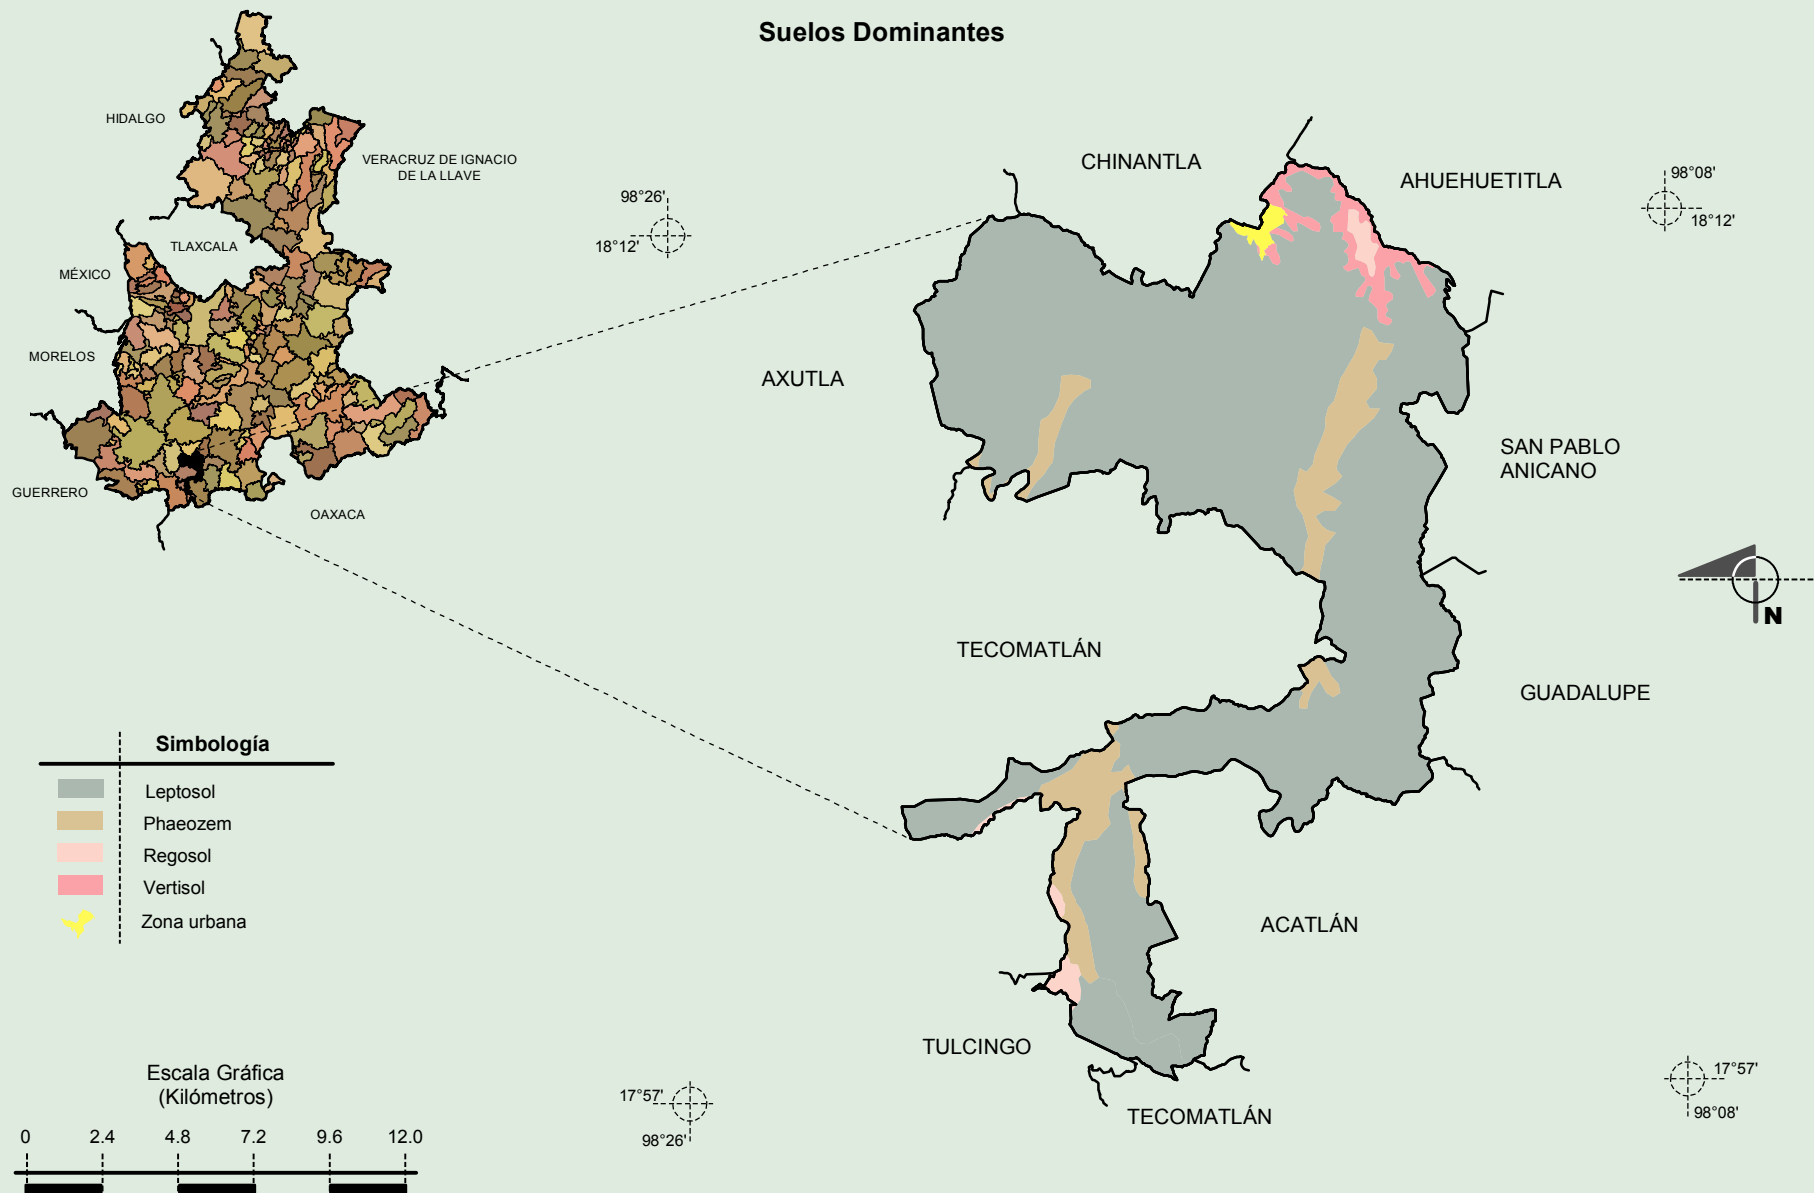 Suelos Dominantes
HIDALGO
VERACRUZ DE IGNACIO
DE LA LLAVE
TLAXCALA
MÉXICO
MORELOS
GUERRERO
OAXACA
98°26'
18°12'
98°08'
18°12'
CHINANTLA
AHUEHUETITLA
AXUTLA
SAN PABLO
ANICANO
TECOMATLÁN
GUADALUPE
ACATLÁN
TULCINGO
TECOMATLÁN
N
Simbología
Leptosol
Phaeozem
Regosol
Vertisol
Zona urbana
17°57'
98°26'
17°57'
98°08'
Escala Gráfica
(Kilómetros)
0 2.4 4.8 7.2 9.6 12.0